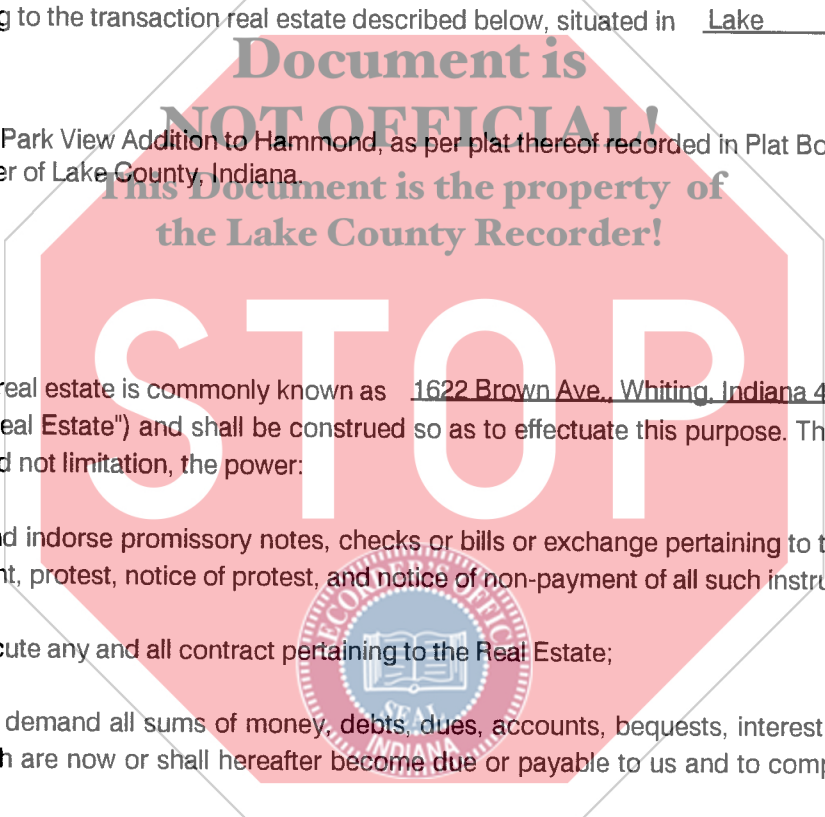 g to the transaction real estate described below, situated in Lake
Document is
NOT OFFICIAL!
Park View Addition to Hammond, as per plat thereof recorded in Plat Bo
er of Lake County, Indiana.
This Document is the property of
the Lake County Recorder!
STOP
real estate is commonly known as 1622 Brown Ave., Whiting, Indiana 4
eal Estate") and shall be construed so as to effectuate this purpose. Th
d not limitation, the power:
d indorse promissory notes, checks or bills or exchange pertaining to t
nt, protest, notice of protest, and notice of non-payment of all such instru
cute any and all contract pertaining to the Real Estate;
demand all sums of money, debts, dues, accounts, bequests, interest
h are now or shall hereafter become due or payable to us and to comp
RECORDER'S OFFICE
SEAL
INDIANA